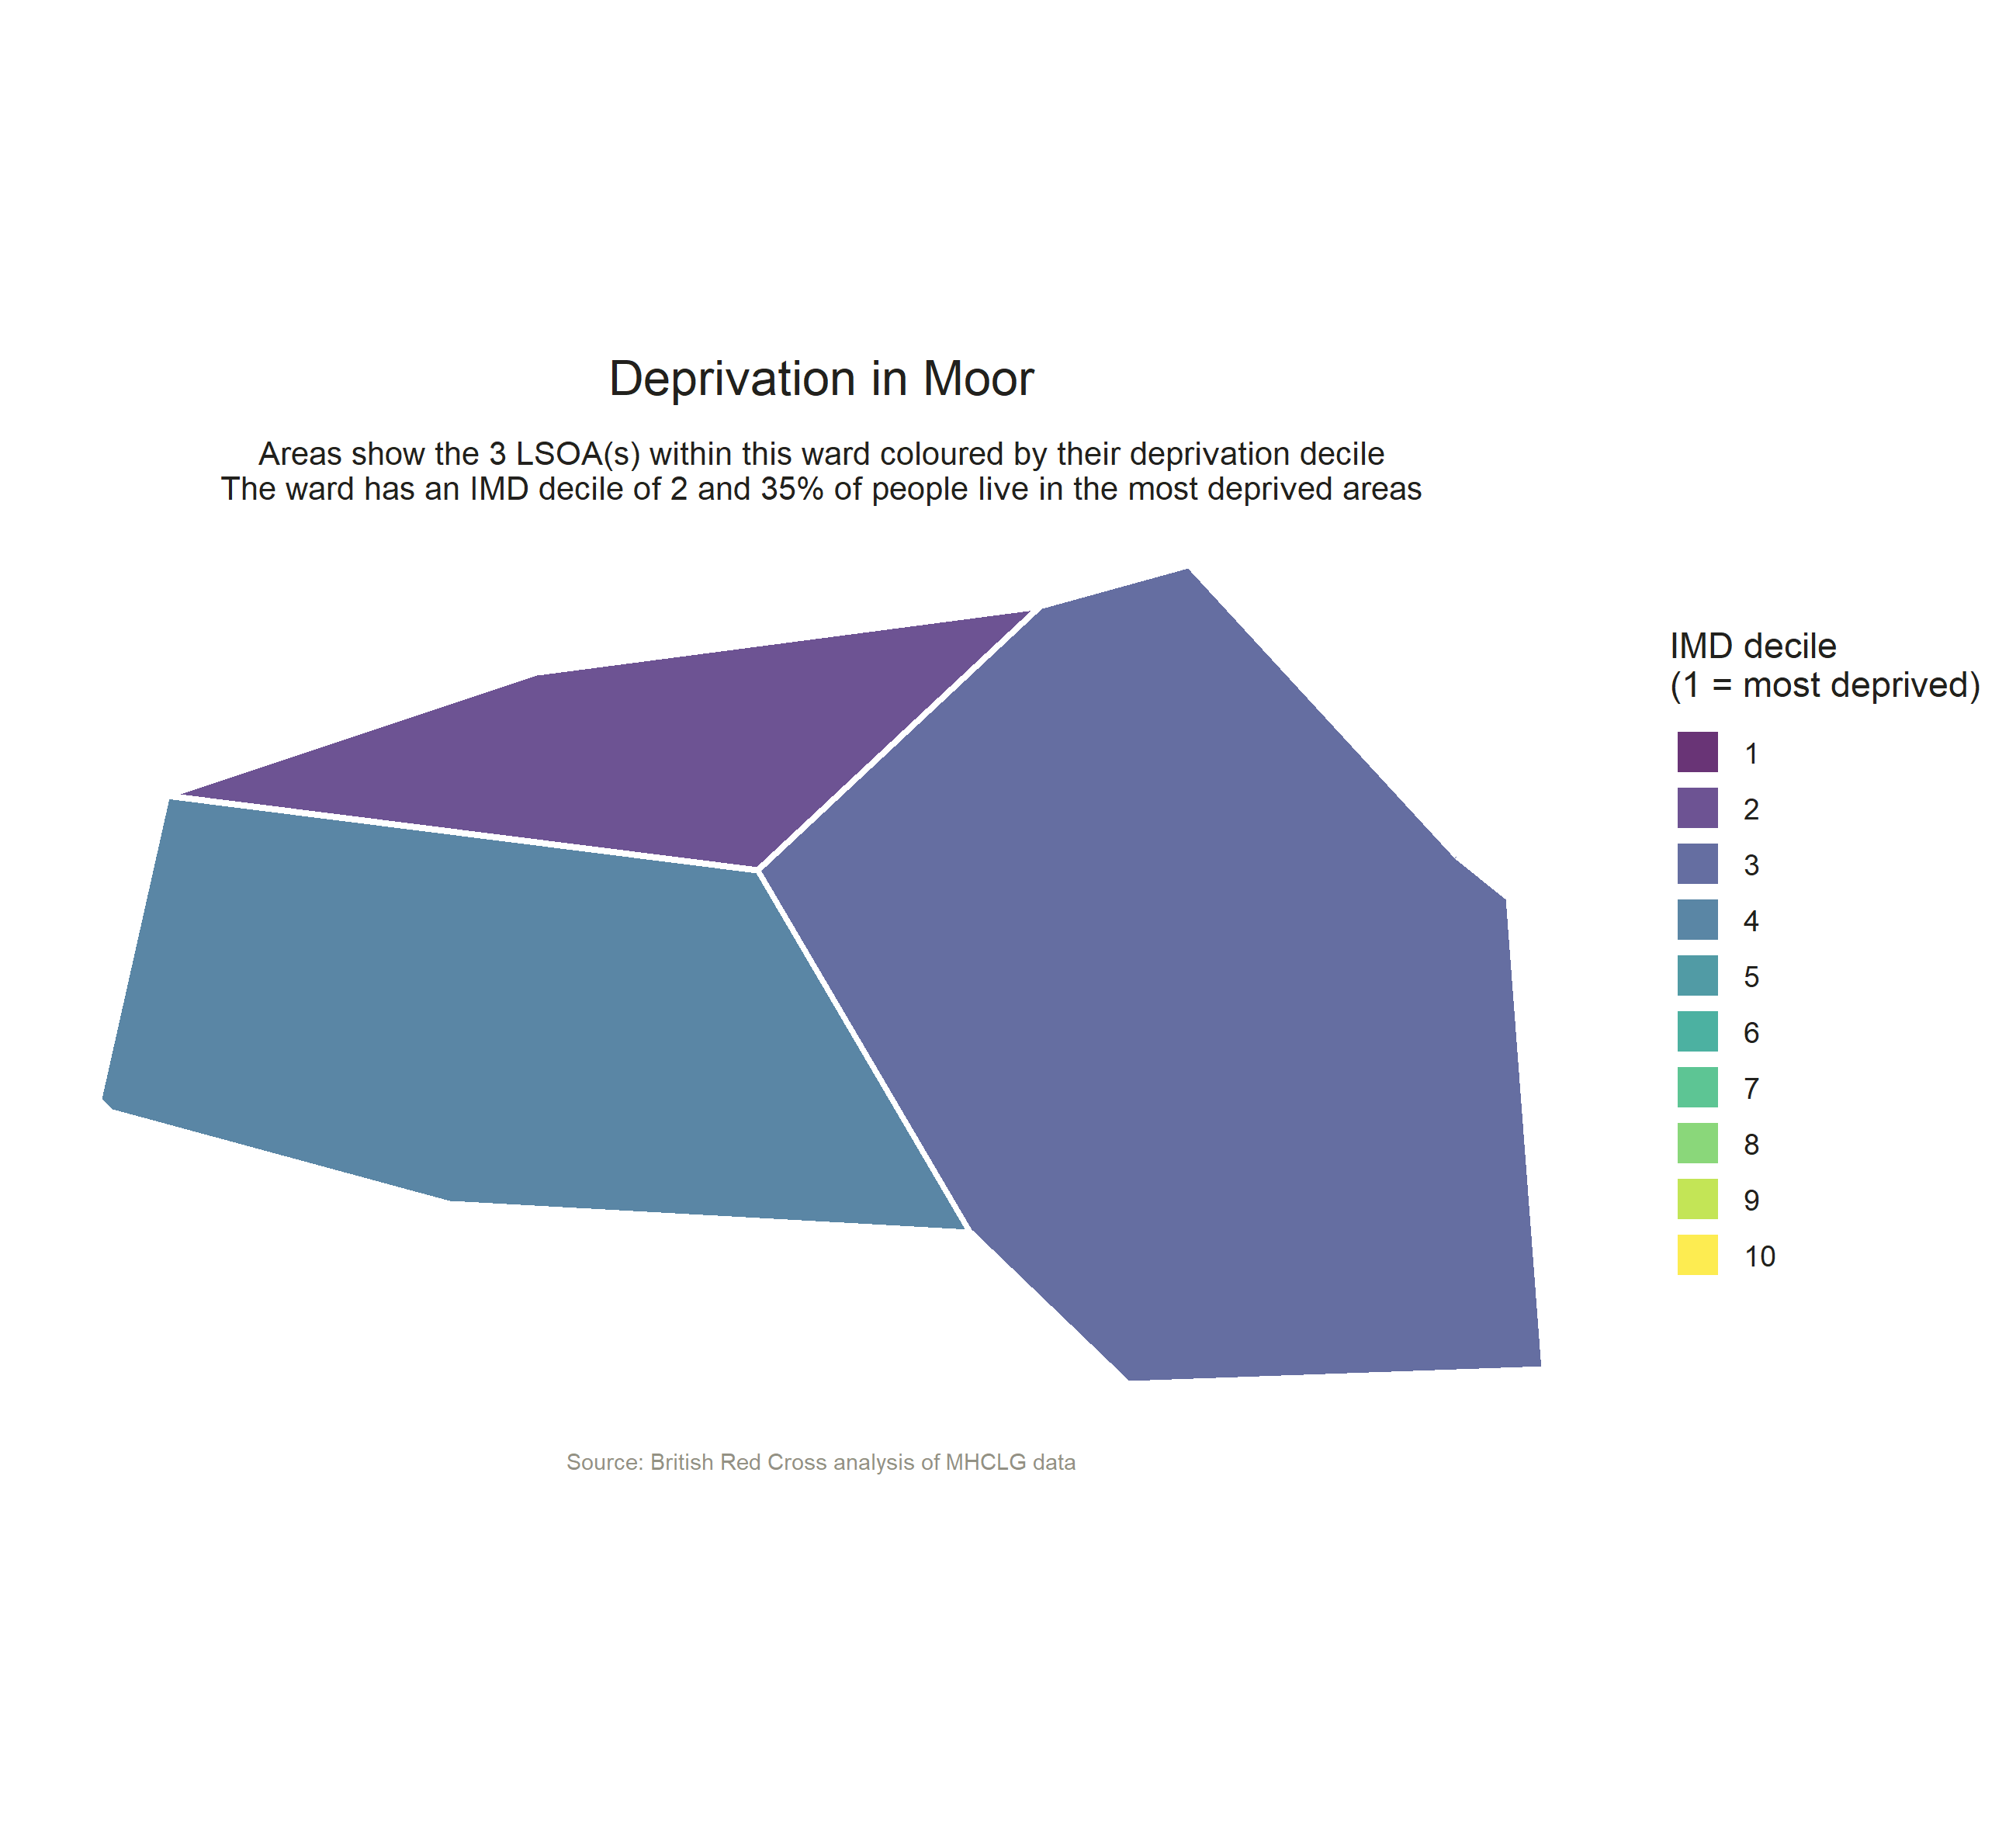 Deprivation in Moor
Areas show the 3 LSOA(s) within this ward coloured by their deprivation decile
The ward has an IMD decile of 2 and 35% of people live in the most deprived areas
IMD decile
(1 = most deprived)
1
2
3
4
5
6
7
8
9
10
Source: British Red Cross analysis of MHCLG data